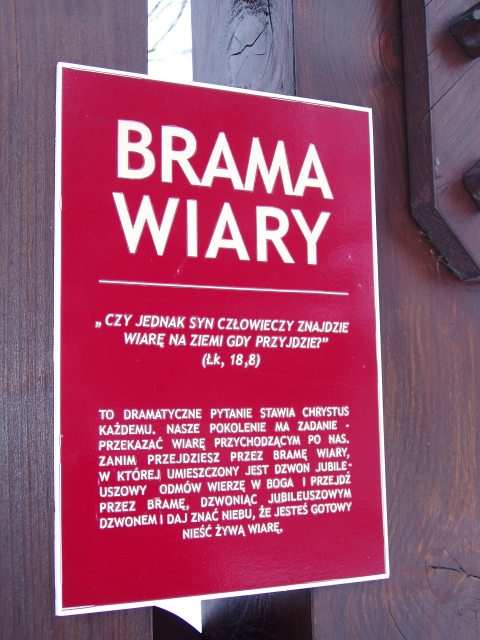 BRAMA
WIARY
„ CZY JEDNAK SYN CZŁOWIECZY ZNAJDZIE
WIARĘ NA ZIEMI GDY PRZYJDZIE?”
(Łk, 18,8)
TO DRAMATYCZNE PYTANIE STAWIA CHRYSTUS
KAŻDEMU. NASZE POKOLENIE MA ZADANIE -
PRZEKAZAĆ WIARĘ PRZYCHODZĄCYM PO NAS.
ZANIM PRZEJDZIESZ PRZEZ BRAMĘ WIARY,
W KTÓREJ UMIESZCZONY JEST DZWON JUBILE-
USZOWY ODMÓW WIERZĘ W BOGA I PRZEJDŹ
PRZEZ BRAMĘ, DZWONIĄC JUBILEUSZOWYM
DZWONEM I DAJ ZNAĆ NIEBU, ŻE JESTEŚ GOTOWY
NIEŚĆ ŻYWĄ WIARĘ.